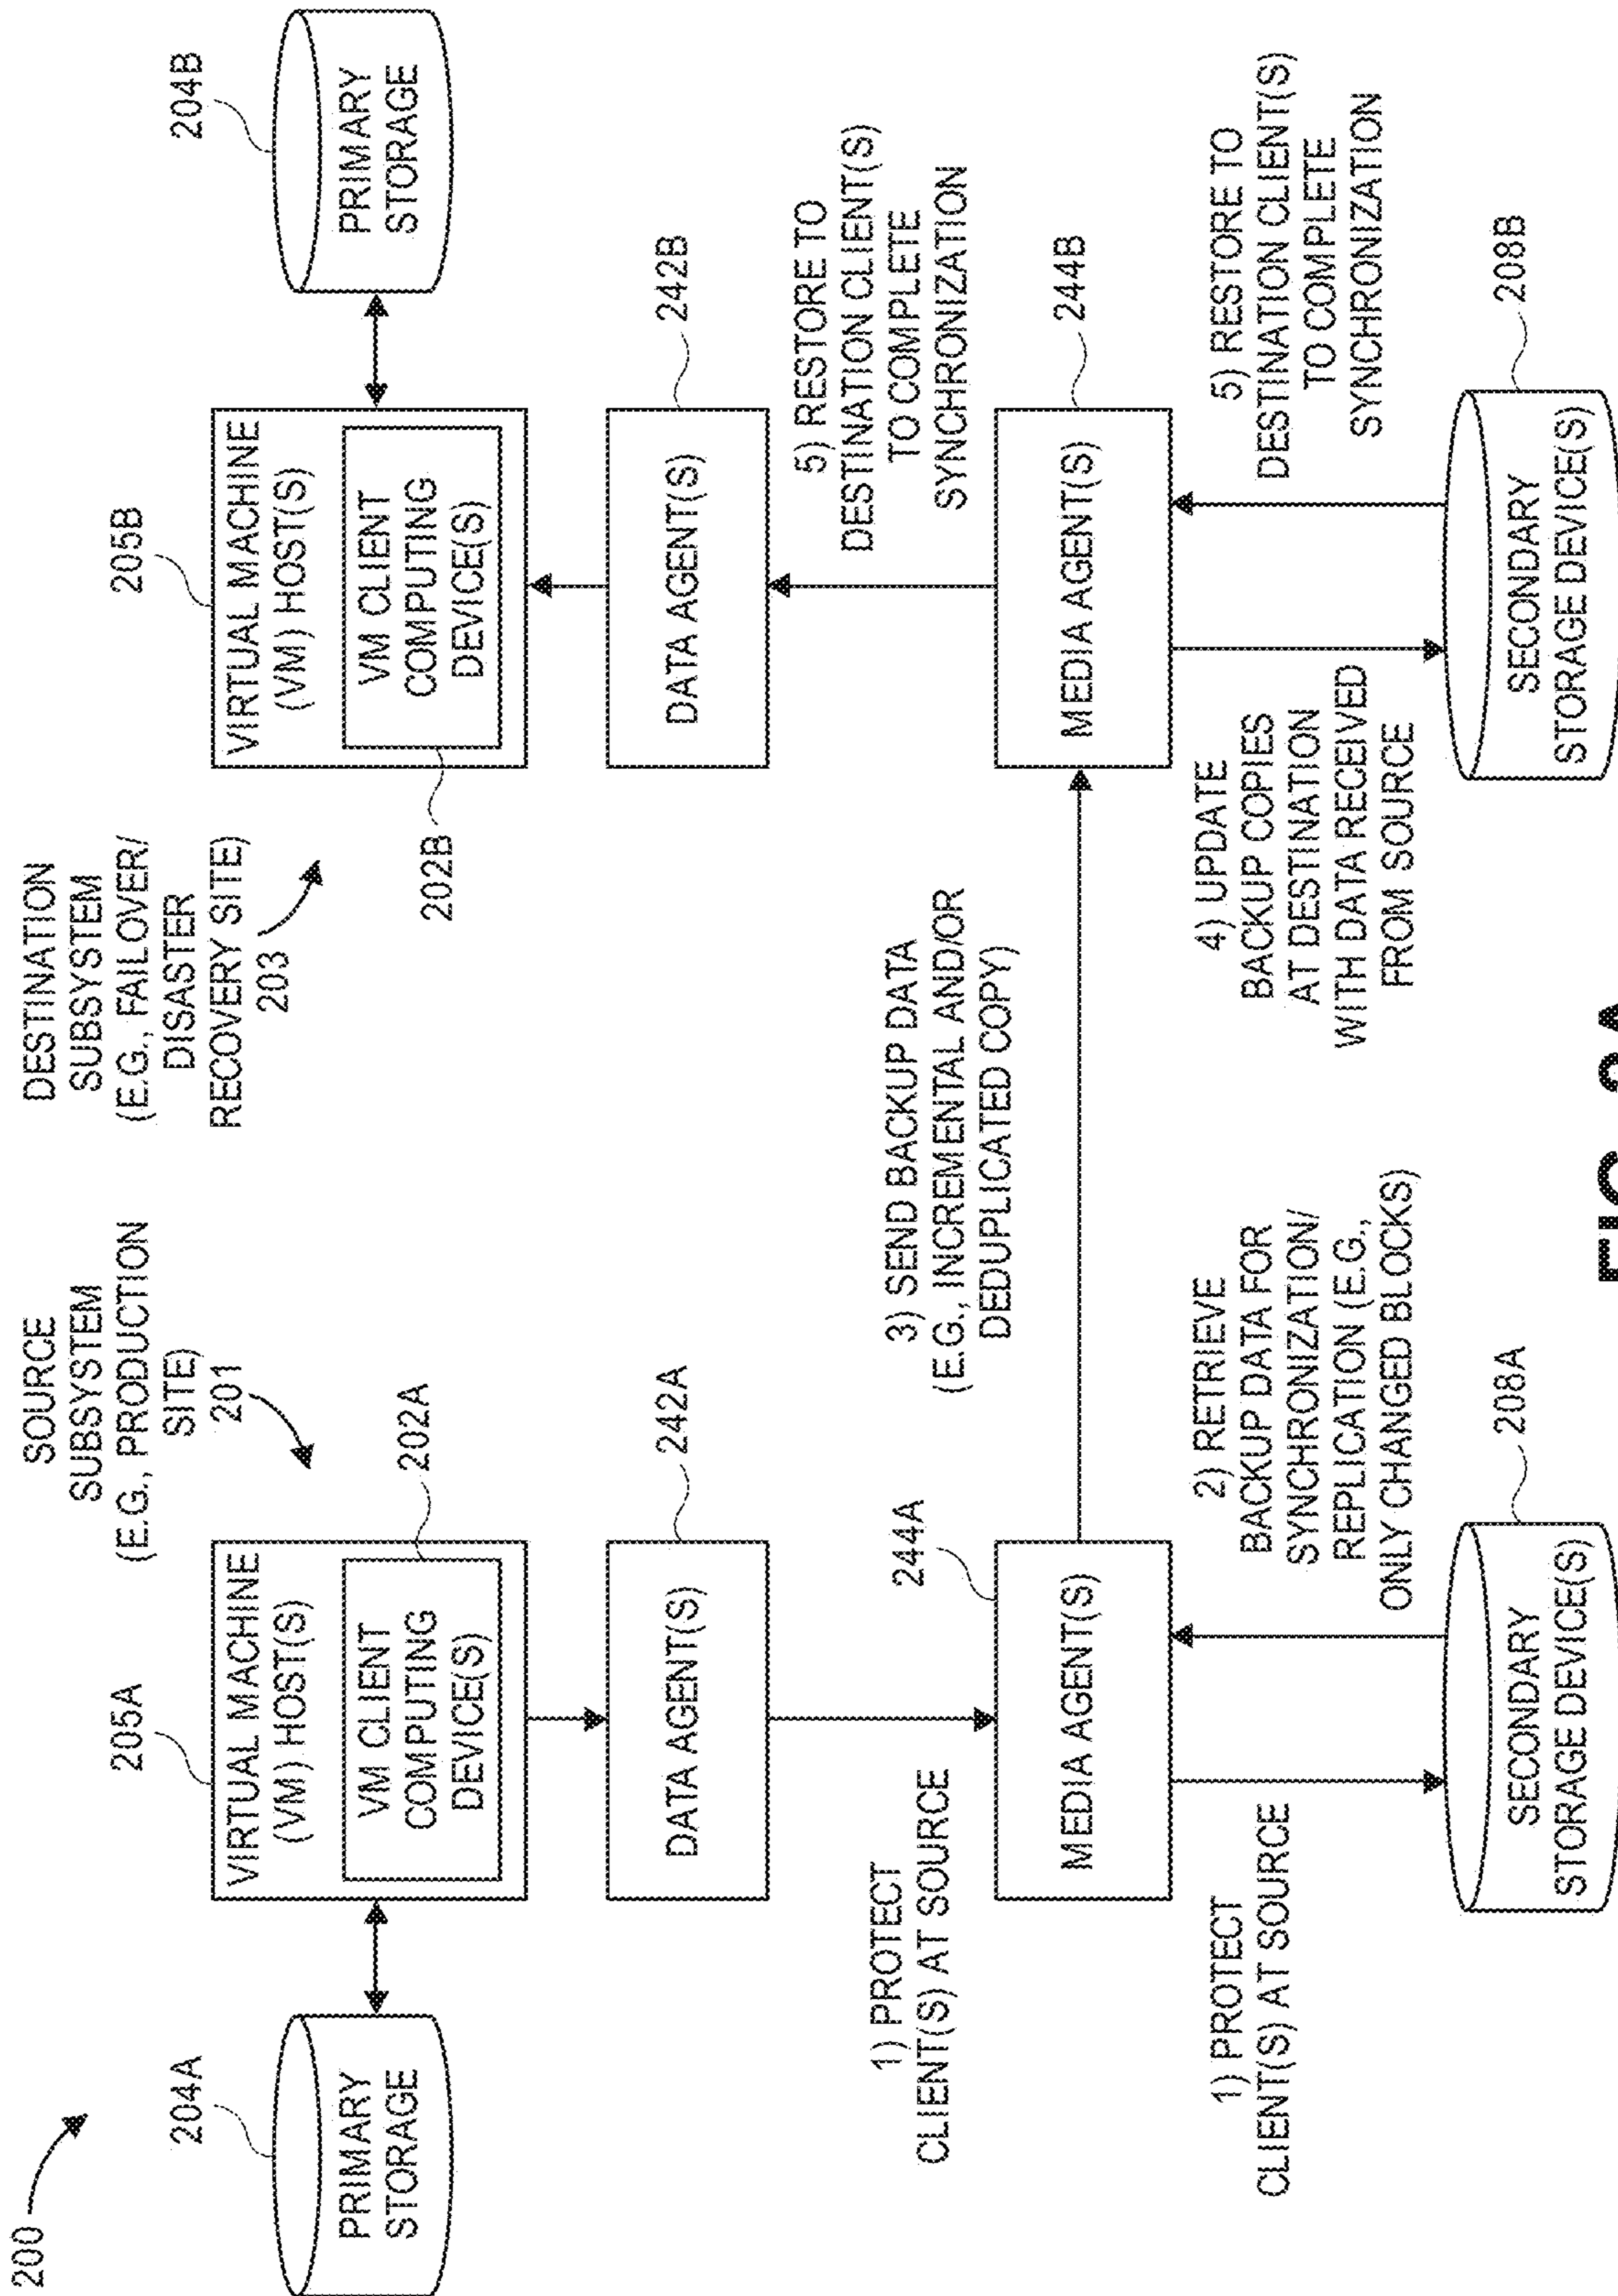 200
SOURCE
SUBSYSTEM
(E.G., PRODUCTION
SITE)
201
DESTINATION
SUBSYSTEM
(E.G., FAILOVER/
DISASTER
RECOVERY SITE)
203
204A
PRIMARY
STORAGE
205A
VIRTUAL MACHINE
(VM) HOST(S)
VM CLIENT
COMPUTING
DEVICE(S)
202A
205B
VIRTUAL MACHINE
(VM) HOST(S)
VM CLIENT
COMPUTING
DEVICE(S)
202B
204B
PRIMARY
STORAGE
DATA AGENT(S)
242A
DATA AGENT(S)
242B
1) PROTECT
CLIENT(S) AT SOURCE
3) SEND BACKUP DATA
(E.G., INCREMENTAL AND/OR
DEDUPLICATED COPY)
5) RESTORE TO
DESTINATION CLIENT(S)
TO COMPLETE
SYNCHRONIZATION
244A
MEDIA AGENT(S)
MEDIA AGENT(S)
244B
1) PROTECT
CLIENT(S) AT SOURCE
2) RETRIEVE
BACKUP DATA FOR
SYNCHRONIZATION/
REPLICATION (E.G.,
ONLY CHANGED BLOCKS)
4) UPDATE
BACKUP COPIES
AT DESTINATION
WITH DATA RECEIVED
FROM SOURCE
5) RESTORE TO
DESTINATION CLIENT(S)
TO COMPLETE
SYNCHRONIZATION
SECONDARY
STORAGE DEVICE(S)
208A
SECONDARY
STORAGE DEVICE(S)
208B